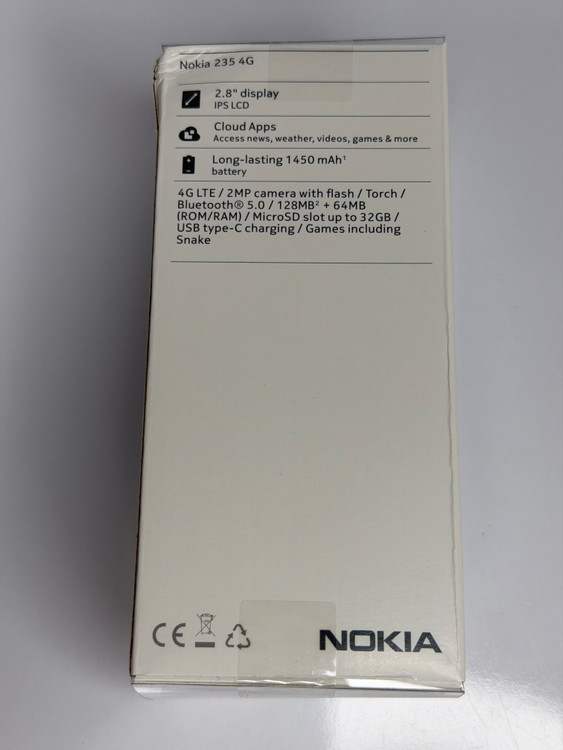 Nokia 235 4G
2.8" display
IPS LCD
Cloud Apps
Access news, weather, videos, games & more
Long-lasting 1450 mAh¹
battery
4G LTE / 2MP camera with flash / Torch /
Bluetooth® 5.0 / 128MB² + 64MB
(ROM/RAM) / MicroSD slot up to 32GB /
USB type-C charging / Games including
Snake
CE
NOKIA